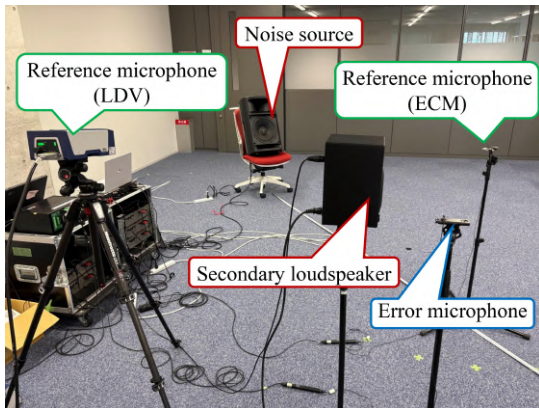 Noise source
Reference microphone
(LDV)
Reference microphone
(ECM)
Secondary loudspeaker
Error microphone